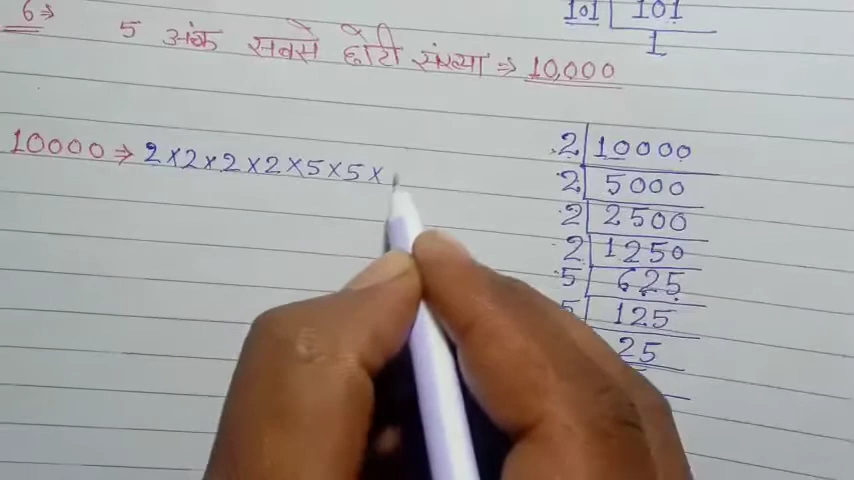 101 | 101
1
6⇒ 5 अंक सबसे छोटी संख्या ⇒ 10,000
10000 ⇒ 2×2×2×2×5×5×
2 | 10000
2 | 5000
2 | 2500
2 | 1250
5 | 625
5 | 125
25